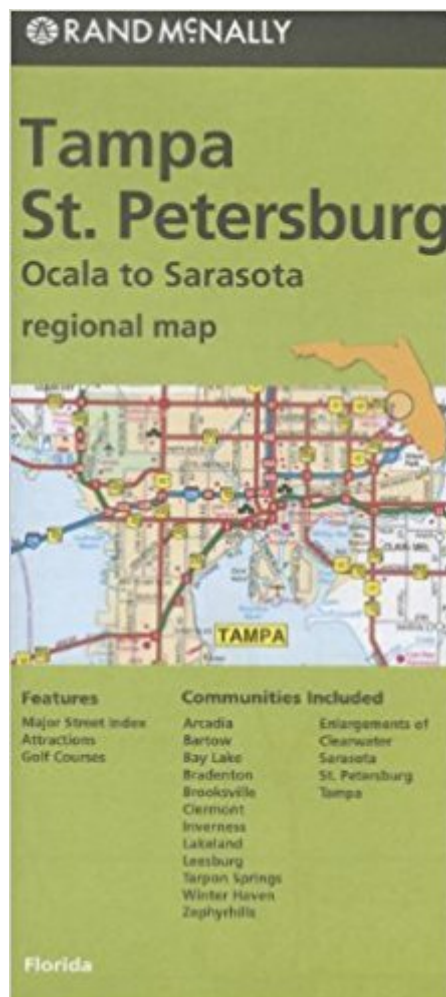 RAND McNALLY
Tampa
St. Petersburg
Ocala to Sarasota
regional map
TAMPA
Features
Major Street Index
Attractions
Golf Courses
Communities Included
Arcadia
Bartow
Bay Lake
Bradenton
Brooksville
Clermont
Inverness
Lakeland
Leesburg
Tarpon Springs
Winter Haven
Zephyrhills
Enlargements of
Clearwater
Sarasota
St. Petersburg
Tampa
Florida